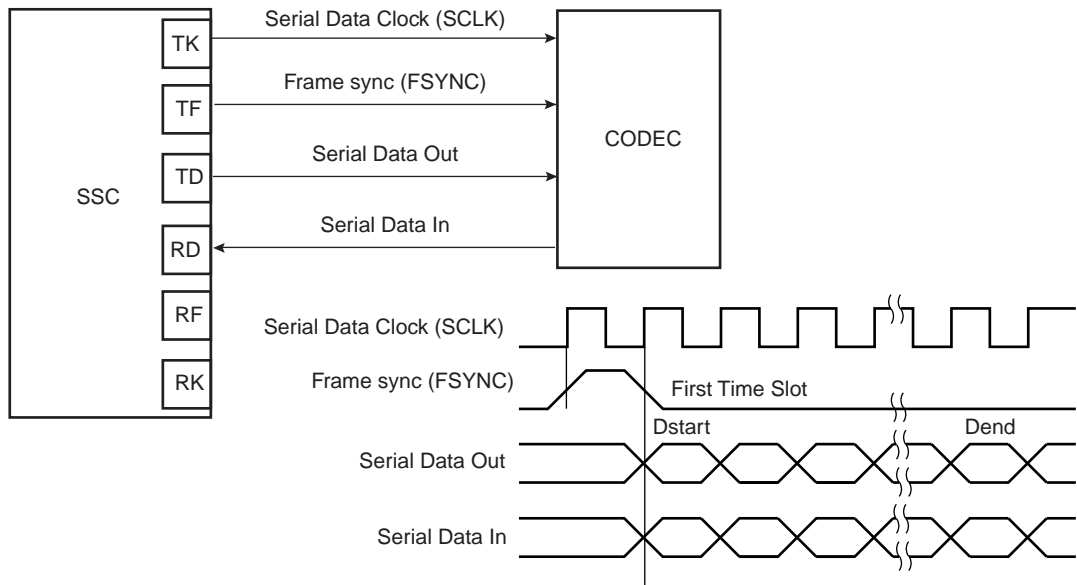 Serial Data Clock (SCLK)
TK
Frame sync (FSYNC)
TF
CODEC
Serial Data Out
TD
SSC
Serial Data In
RD
RF
Serial Data Clock (SCLK)
RK
Frame sync (FSYNC)
First Time Slot
Dstart
Dend
Serial Data Out
Serial Data In